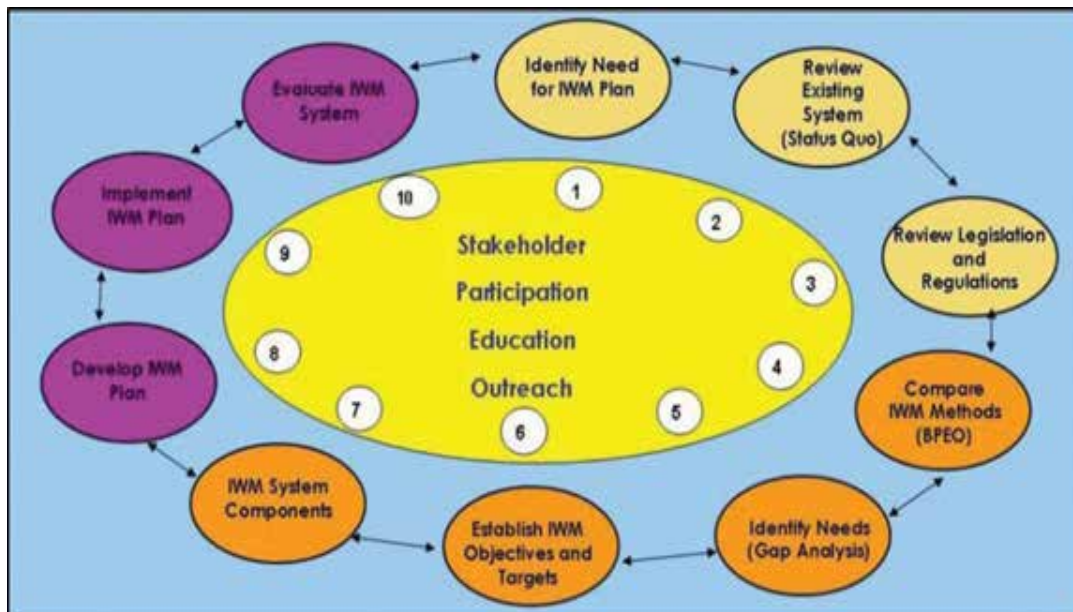 Identity Need
for IWM Plan
Review
Existing
System
(Status Quo)
Review Legislation
and
Regulations
Compare
IWM Methods
(BPEO)
Identity Needs
(Gap Analysis)
Establish IWM
Objectives and
Targets
IWM System
Components
Develop IWM
Plan
Implement
IWM Plan
Evaluate IWM
System
1
2
3
4
5
6
7
8
9
10
Stakeholder
Participation
Education
Outreach